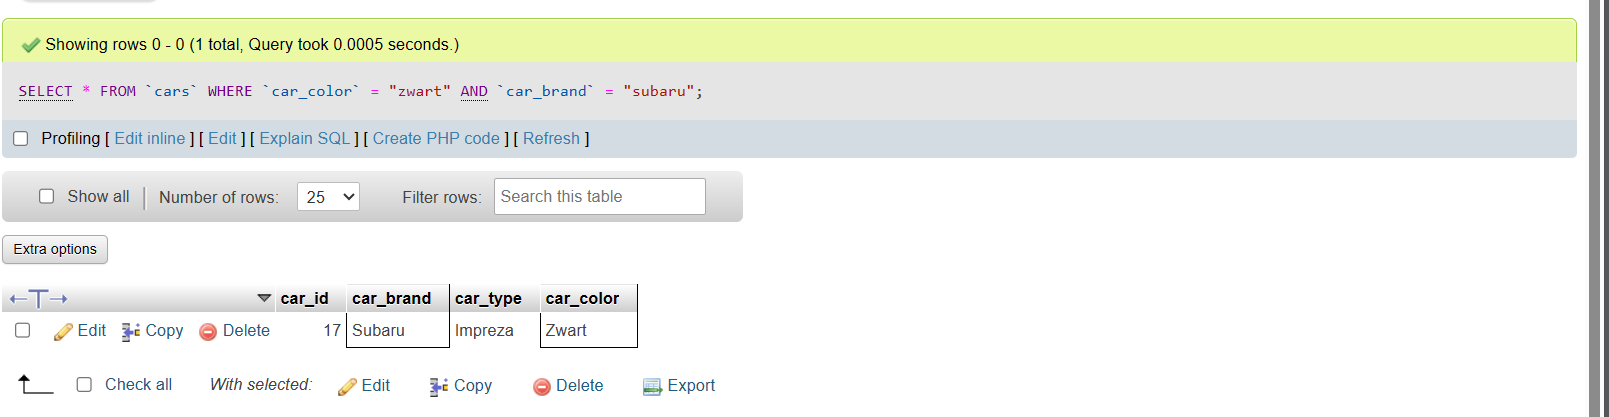 Showing rows 0 - 0 (1 total, Query took 0.0005 seconds.)
SELECT * FROM `cars` WHERE `car_color` = "zwart" AND `car_brand` = "subaru";
Profiling [ Edit inline ] [ Edit ] [ Explain SQL ] [ Create PHP code ] [ Refresh ]
Show all Number of rows: 25 Filter rows: Search this table
Extra options
car_id car_brand car_type car_color
Edit Copy Delete 17 Subaru Impreza Zwart
Check all With selected: Edit Copy Delete Export